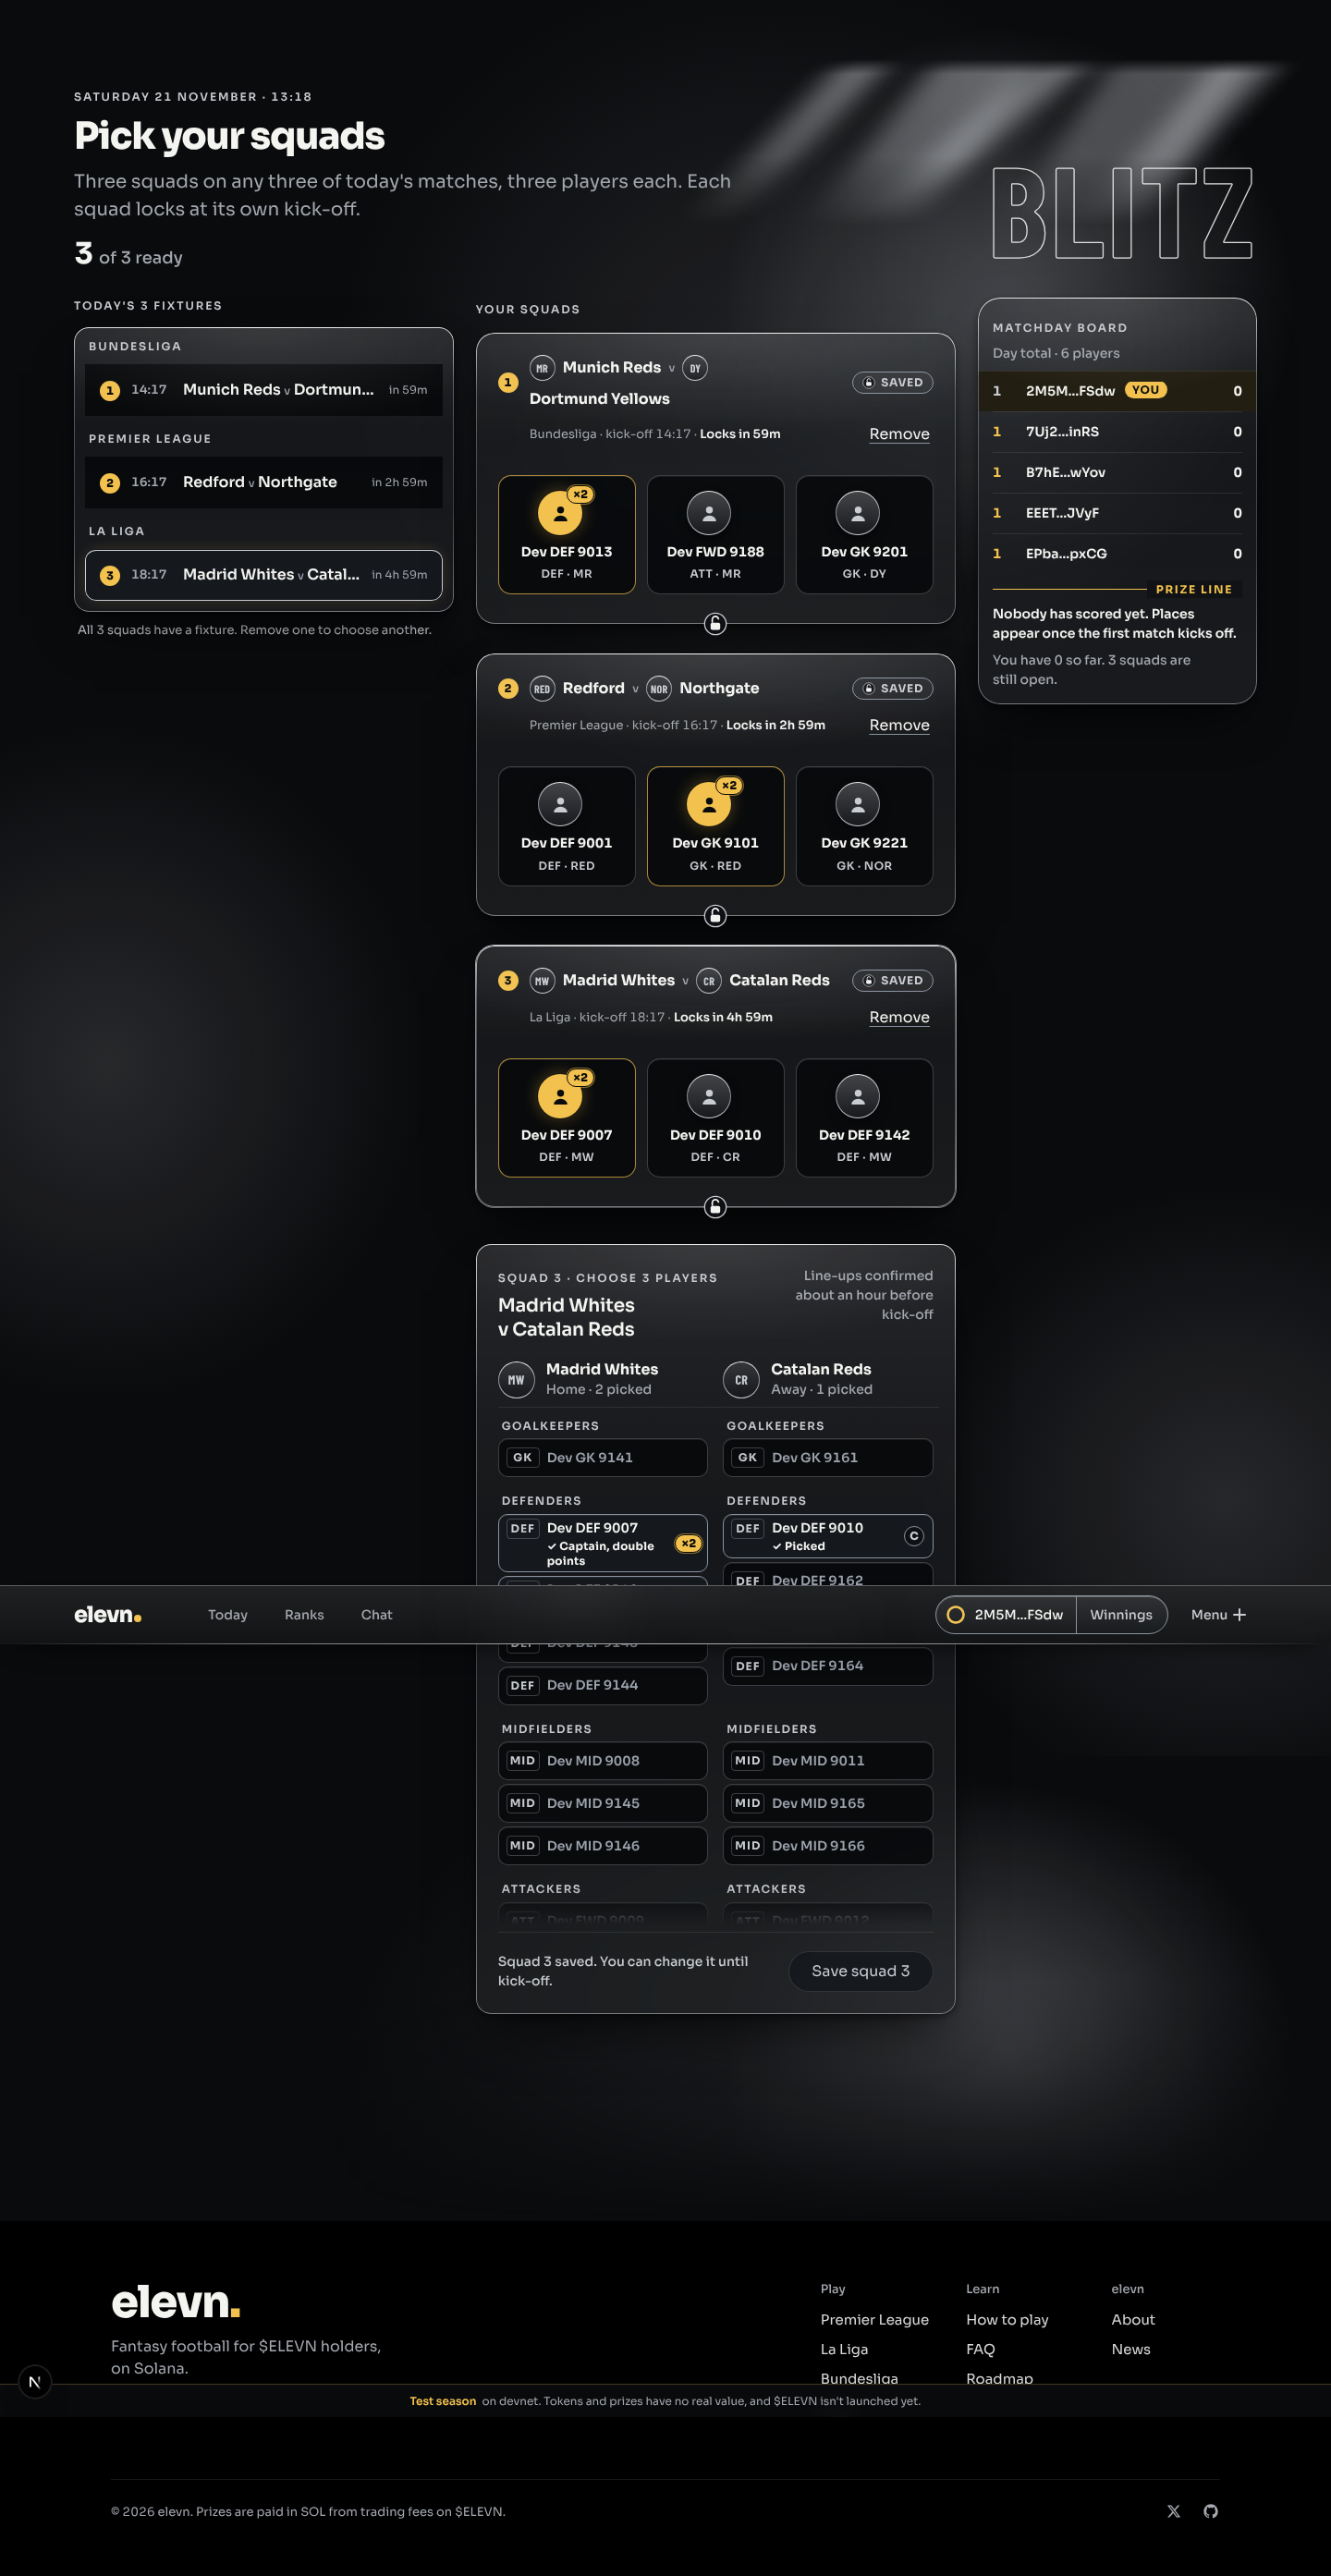 SATURDAY 21 NOVEMBER · 13:18
Pick your squads
Three squads on any three of today's matches, three players each. Each
squad locks at its own kick-off.
3 of 3 ready
BLITZ
TODAY'S 3 FIXTURES
BUNDESLIGA
1 14:17 Munich Reds v Dortmun... in 59m
PREMIER LEAGUE
2 16:17 Redford v Northgate in 2h 59m
LA LIGA
3 18:17 Madrid Whites v Catal... in 4h 59m
All 3 squads have a fixture. Remove one to choose another.
YOUR SQUADS
1 MR Munich Reds v DY
Dortmund Yellows
SAVED
Bundesliga · kick-off 14:17 · Locks in 59m
Remove
×2
Dev DEF 9013
DEF · MR
Dev FWD 9188
ATT · MR
Dev GK 9201
GK · DY
2 RED Redford v NOR Northgate
SAVED
Premier League · kick-off 16:17 · Locks in 2h 59m
Remove
Dev DEF 9001
DEF · RED
×2
Dev GK 9101
GK · RED
Dev GK 9221
GK · NOR
3 MW Madrid Whites v CR Catalan Reds
SAVED
La Liga · kick-off 18:17 · Locks in 4h 59m
Remove
×2
Dev DEF 9007
DEF · MW
Dev DEF 9010
DEF · CR
Dev DEF 9142
DEF · MW
MATCHDAY BOARD
Day total · 6 players
1 2M5M...FSdw YOU 0
1 7Uj2...inRS 0
1 B7hE...wYov 0
1 EEET...JVyF 0
1 EPba...pxCG 0
PRIZE LINE
Nobody has scored yet. Places
appear once the first match kicks off.
You have 0 so far. 3 squads are
still open.
SQUAD 3 · CHOOSE 3 PLAYERS
Madrid Whites
v Catalan Reds
Line-ups confirmed
about an hour before
kick-off
MW Madrid Whites
Home · 2 picked
CR Catalan Reds
Away · 1 picked
GOALKEEPERS
GK Dev GK 9141
DEFENDERS
DEF Dev DEF 9007
✓ Captain, double
points
×2
GOALKEEPERS
GK Dev GK 9161
DEFENDERS
DEF Dev DEF 9010
✓ Picked
C
DEF Dev DEF 9162
elevn.
Today
Ranks
Chat
2M5M...FSdw
Winnings
Menu +
DEF Dev DEF 9144
DEF Dev DEF 9164
MIDFIELDERS
MID Dev MID 9008
MID Dev MID 9145
MID Dev MID 9146
ATTACKERS
ATT Dev FWD 9009
MIDFIELDERS
MID Dev MID 9011
MID Dev MID 9165
MID Dev MID 9166
ATTACKERS
ATT Dev FWD 9012
Squad 3 saved. You can change it until
kick-off.
Save squad 3
elevn.
Fantasy football for $ELEVN holders,
on Solana.
Play
Premier League
La Liga
Bundesliga
Learn
How to play
FAQ
Roadmap
elevn
About
News
N
Test season on devnet. Tokens and prizes have no real value, and $ELEVN isn't launched yet.
© 2026 elevn. Prizes are paid in SOL from trading fees on $ELEVN.